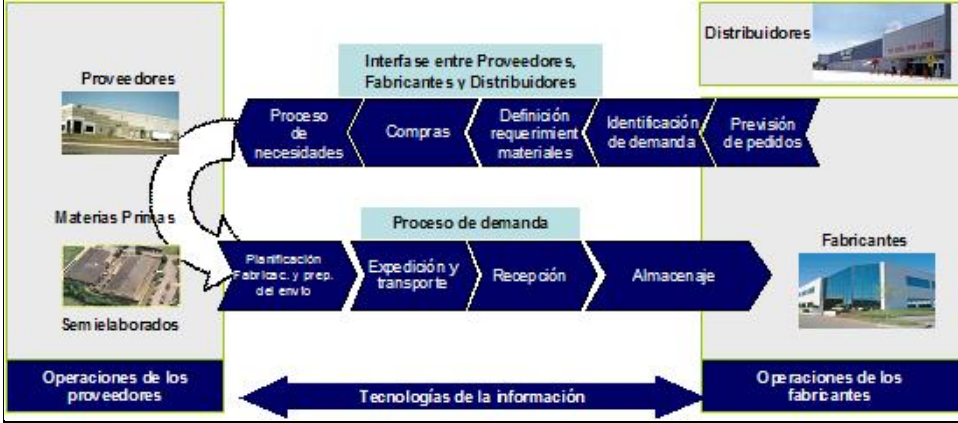 Distribuidores
Interfase entre Proveedores,
Fabricantes y Distribuidores
Proveedores
Proceso
de
necesidades
Compras
Definición
requerimient
materiales
Identificación
de demanda
Previsión
de pedidos
Materias Primas
Proceso de demanda
Planificación
Fabricac. y prep.
del envío
Expedición y
transporte
Recepción
Almacenaje
Fabricantes
Semielaborados
Operaciones de los
proveedores
Tecnologías de la información
Operaciones de los
fabricantes